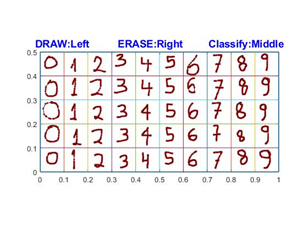 DRAW:Left ERASE:Right Classify:Middle
0.5 0 1 2 3 4 5 6 7 8 9
0.4 0 1 2 3 4 5 6 7 8 9
0.3 0 1 2 3 4 5 6 7 8 9
0.2 0 1 2 3 4 5 6 7 8 9
0.1 0 1 2 3 4 5 6 7 8 9
0
0 0.1 0.2 0.3 0.4 0.5 0.6 0.7 0.8 0.9 1